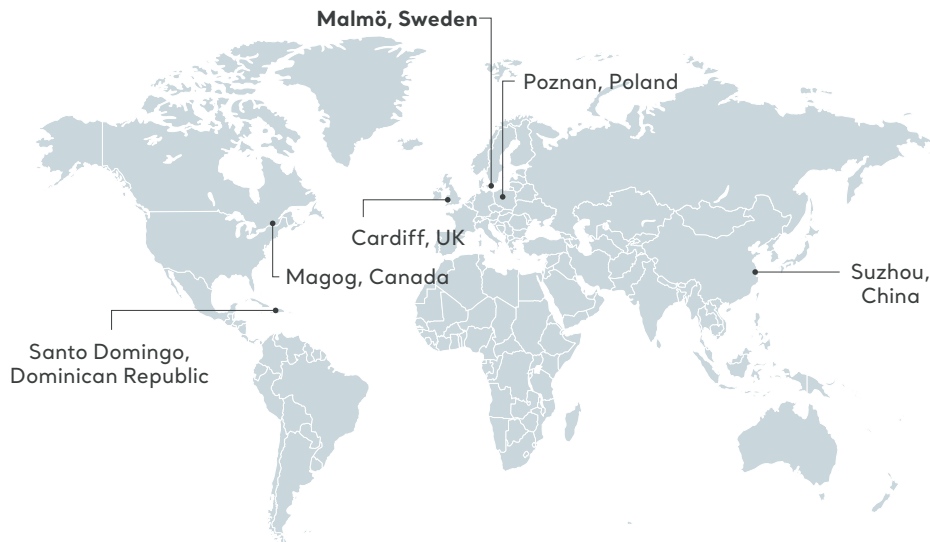 Malmö, Sweden
Poznan, Poland
Cardiff, UK
Magog, Canada
Suzhou,
China
Santo Domingo,
Dominican Republic